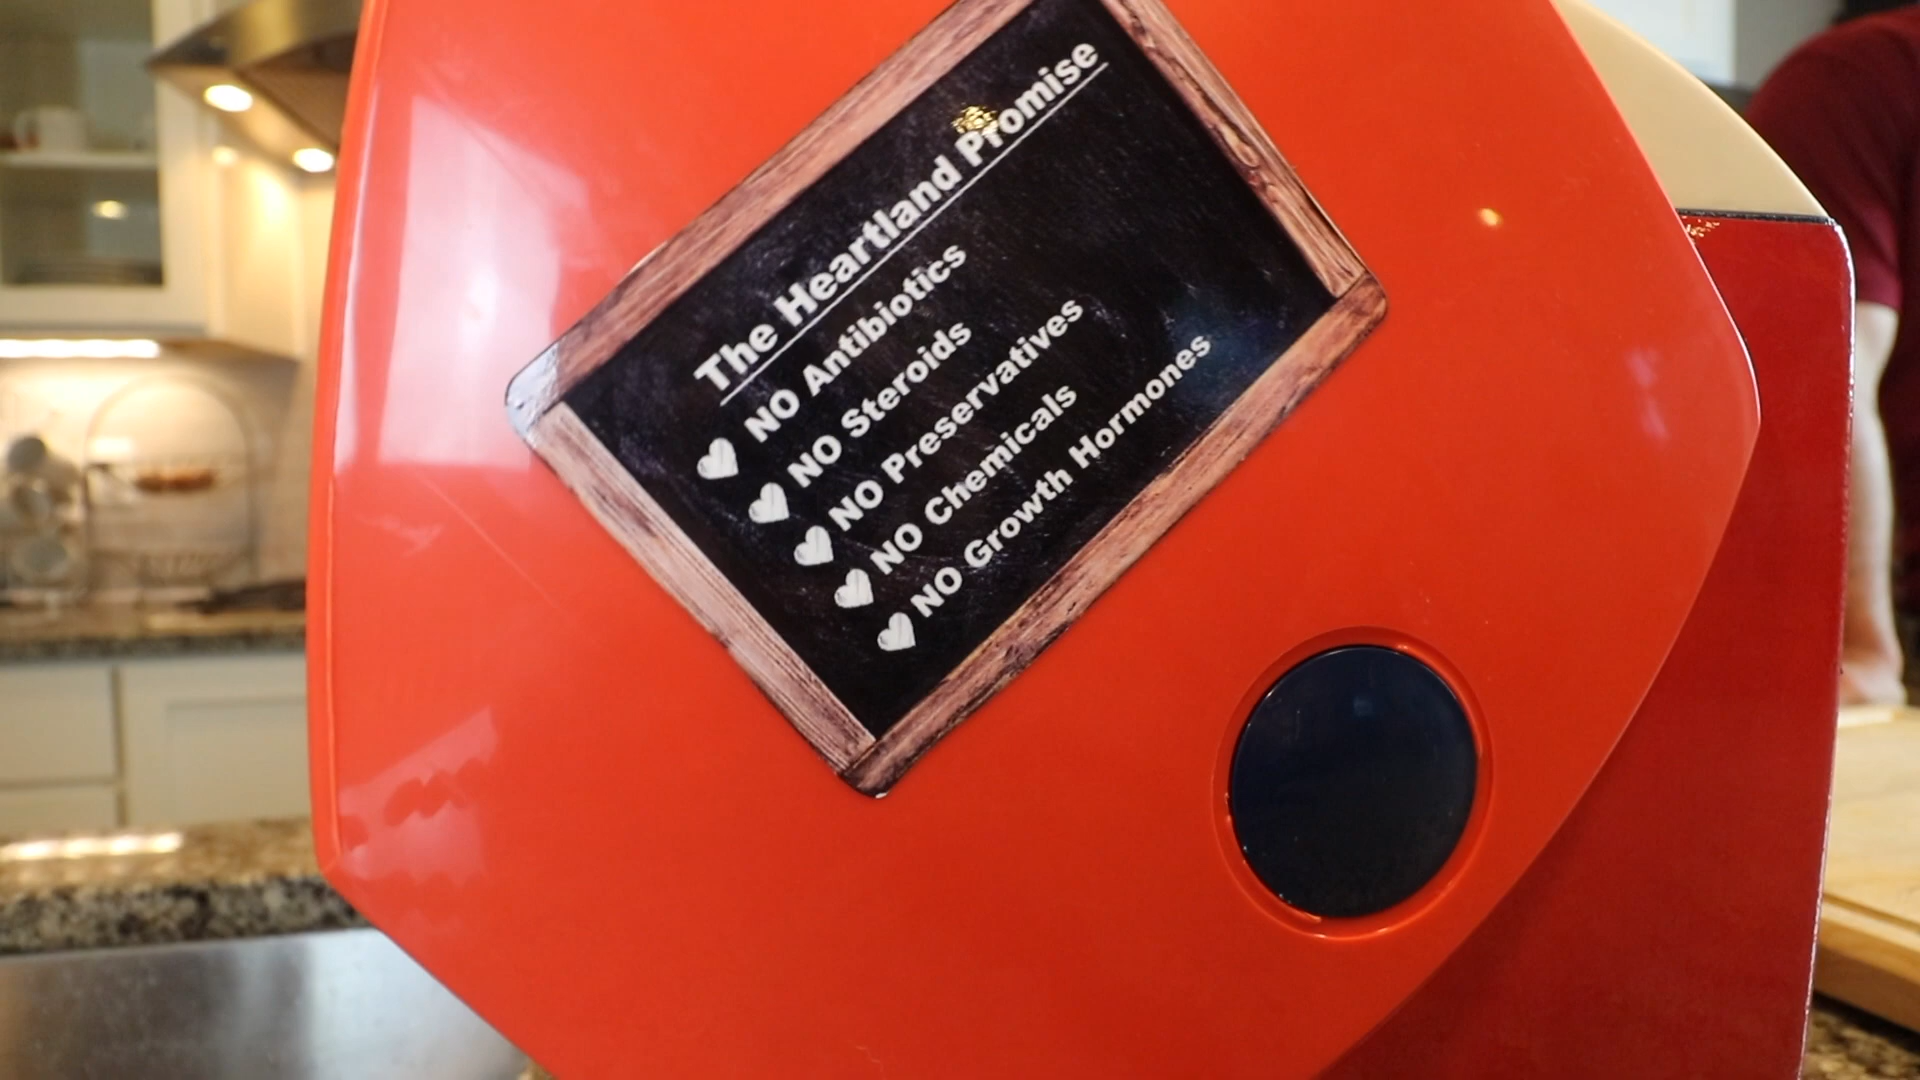 The Heartland Promise
NO Antibiotics
NO Steroids
NO Preservatives
NO Chemicals
NO Growth Hormones